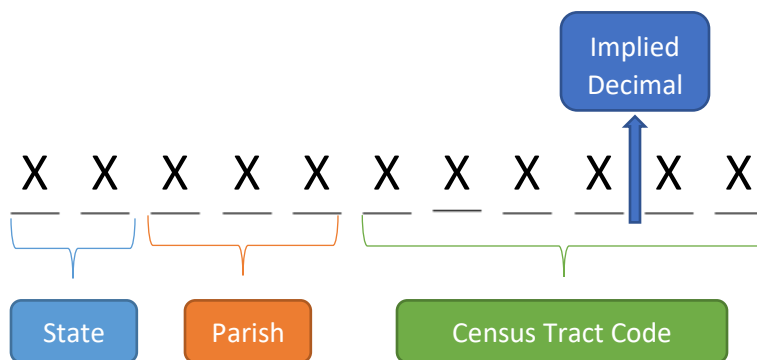 Implied
Decimal
X X X X X X X X X X X
State Parish Census Tract Code